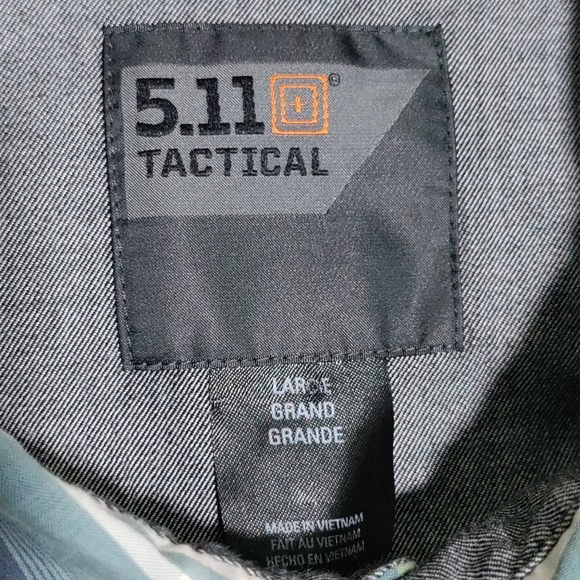 5.11®
TACTICAL
LARGE
GRAND
GRANDE
MADE IN VIETNAM
FAIT AU VIETNAM
HECHO EN VIETNAM